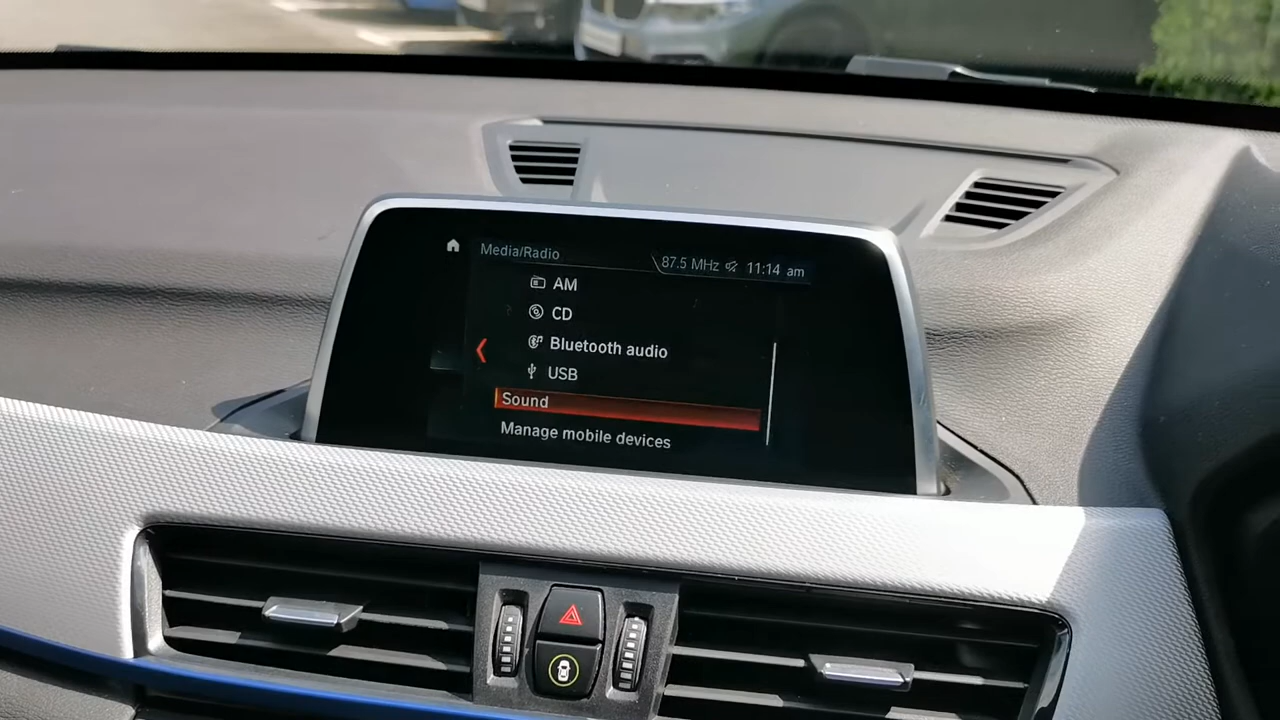 Media/Radio
87.5 MHz 11:14 am
AM
CD
Bluetooth audio
USB
Sound
Manage mobile devices